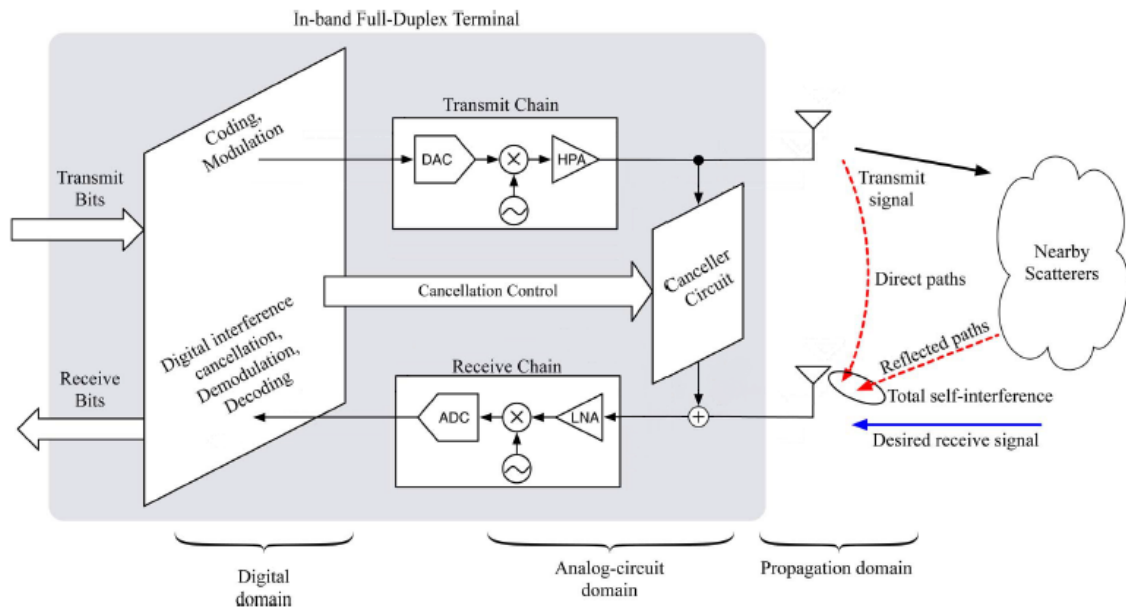 In-band Full-Duplex Terminal
Coding,
Modulation
Transmit Chain
DAC
HPA
Transmit
Bits
Transmit
signal
Nearby
Scatterers
Canceller
Circuit
Cancellation Control
Direct paths
Digital interference
cancellation,
Demodulation,
Decoding
Receive
Bits
Receive Chain
ADC
LNA
Reflected paths
Total self-interference
Desired receive signal
Digital
domain
Analog-circuit
domain
Propagation domain